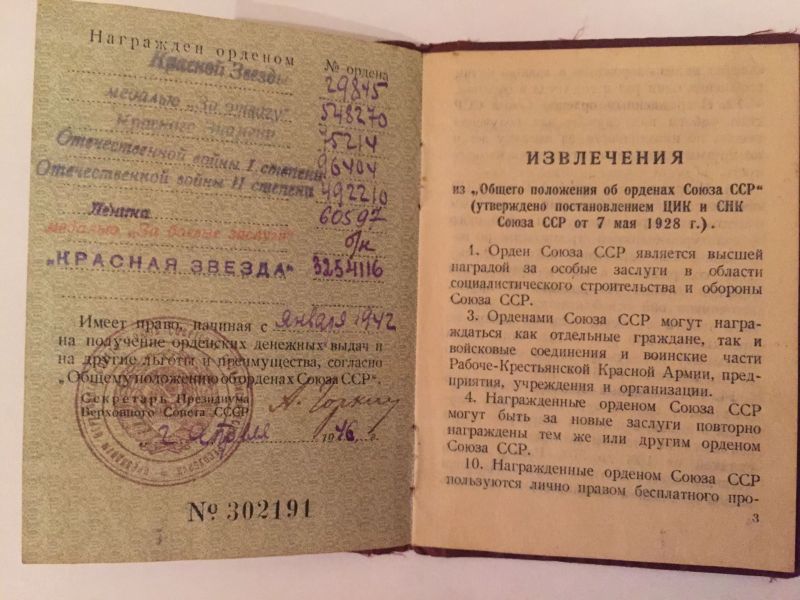 Награжден орденом № ордена
Красной Звезды 29845
медалью „За отвагу“ 548270
Красного Знамени 75214
Отечественной войны I степени 96404
Отечественной войны II степени 492210
Ленина 60597
медалью „За боевые заслуги“ б/н
„КРАСНАЯ ЗВЕЗДА“ 3254116
Имеет право, начиная с января 1942
на получение орденских денежных выдач и
на другие льготы и преимущества, согласно
„Общему положению об орденах Союза ССР“.
Секретарь Президиума
Верховного Совета СССР А. Горкин
„2“ апреля 1946 г.
№ 302191
ИЗВЛЕЧЕНИЯ
из „Общего положения об орденах Союза ССР“
(утверждено постановлением ЦИК и СНК
Союза ССР от 7 мая 1928 г.).
1. Орден Союза ССР является высшей
наградой за особые заслуги в области
социалистического строительства и обороны
Союза ССР.
3. Орденами Союза ССР могут награ-
ждаться как отдельные граждане, так и
войсковые соединения и воинские части
Рабоче-Крестьянской Красной Армии, пред-
приятия, учреждения и организации.
4. Награжденные орденом Союза ССР
могут быть за новые заслуги повторно
награждены тем же или другим орденом
Союза ССР.
10. Награжденные орденом Союза ССР
пользуются лично правом бесплатного про-
3